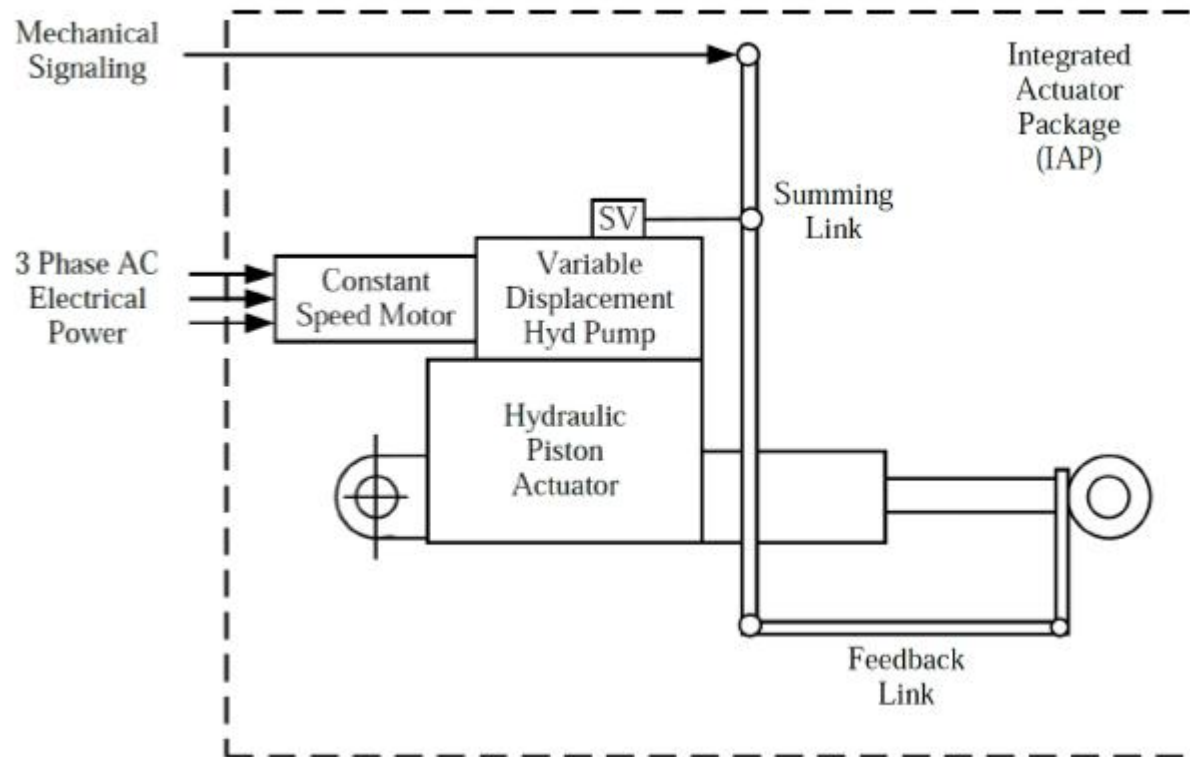 Mechanical
Signaling
Integrated
Actuator
Package
(IAP)
Summing
Link
SV
3 Phase AC
Electrical
Power
Constant
Speed Motor
Variable
Displacement
Hyd Pump
Hydraulic
Piston
Actuator
Feedback
Link